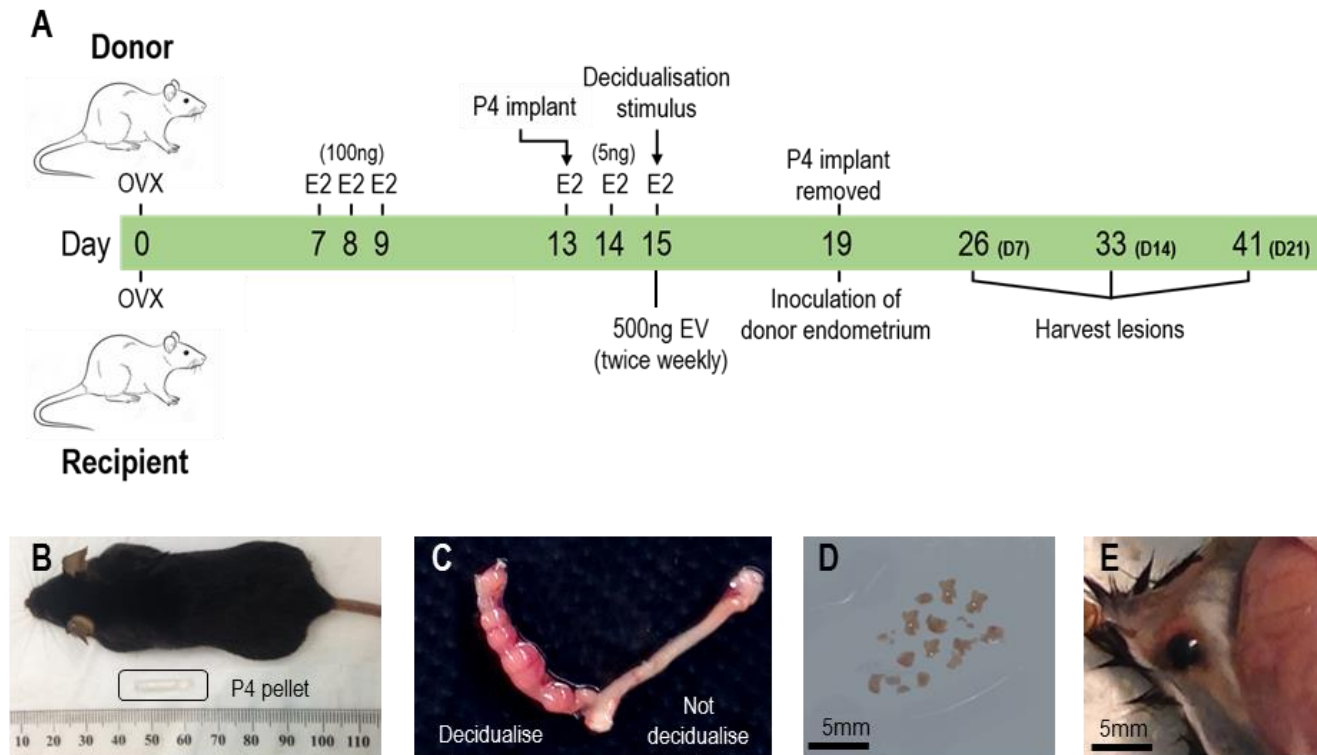 A
Donor
Decidualisation
stimulus
P4 implant
(100ng)
(5ng)
P4 implant
removed
OVX
E2 E2 E2
E2 E2 E2
Day 0 7 8 9 13 14 15 19 26 (D7) 33 (D14) 41 (D21)
OVX
500ng EV
(twice weekly)
Inoculation of
donor endometrium
Harvest lesions
Recipient
B
P4 pellet
10 20 30 40 50 60 70 80 90 100 110
C
Decidualise
Not
decidualise
D
5mm
E
5mm